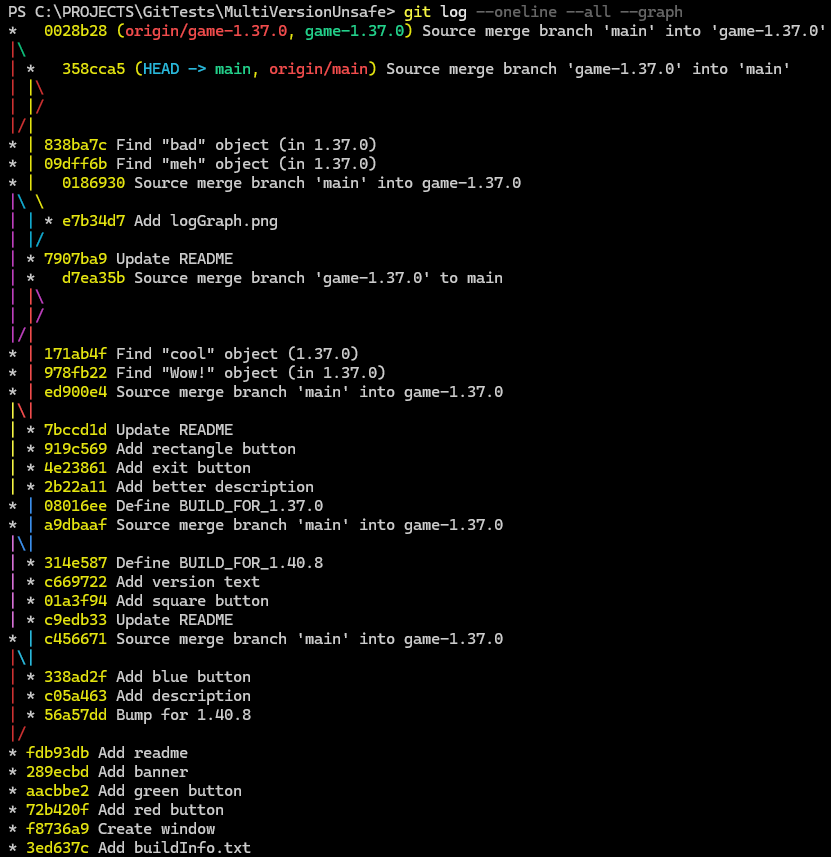 PS C:\PROJECTS\GitTests\MultiVersionUnsafe> git log --oneline --all --graph
*   0028b28 (origin/game-1.37.0, game-1.37.0) Source merge branch 'main' into 'game-1.37.0'
|\
| *   358cca5 (HEAD -> main, origin/main) Source merge branch 'game-1.37.0' into 'main'
| |\
| |/
|/|
* | 838ba7c Find "bad" object (in 1.37.0)
* | 09dff6b Find "meh" object (in 1.37.0)
* |   0186930 Source merge branch 'main' into game-1.37.0
|\ \
| | * e7b34d7 Add logGraph.png
| |/
| * 7907ba9 Update README
| *   d7ea35b Source merge branch 'game-1.37.0' to main
| |\
| |/
|/|
* | 171ab4f Find "cool" object (1.37.0)
* | 978fb22 Find "Wow!" object (in 1.37.0)
* | ed900e4 Source merge branch 'main' into game-1.37.0
|\|
| * 7bccd1d Update README
| * 919c569 Add rectangle button
| * 4e23861 Add exit button
| * 2b22a11 Add better description
* | 08016ee Define BUILD_FOR_1.37.0
* | a9dbaaf Source merge branch 'main' into game-1.37.0
|\|
| * 314e587 Define BUILD_FOR_1.40.8
| * c669722 Add version text
| * 01a3f94 Add square button
| * c9edb33 Update README
* | c456671 Source merge branch 'main' into game-1.37.0
|\|
| * 338ad2f Add blue button
| * c05a463 Add description
| * 56a57dd Bump for 1.40.8
|/
* fdb93db Add readme
* 289ecbd Add banner
* aacbbe2 Add green button
* 72b420f Add red button
* f8736a9 Create window
* 3ed637c Add buildInfo.txt